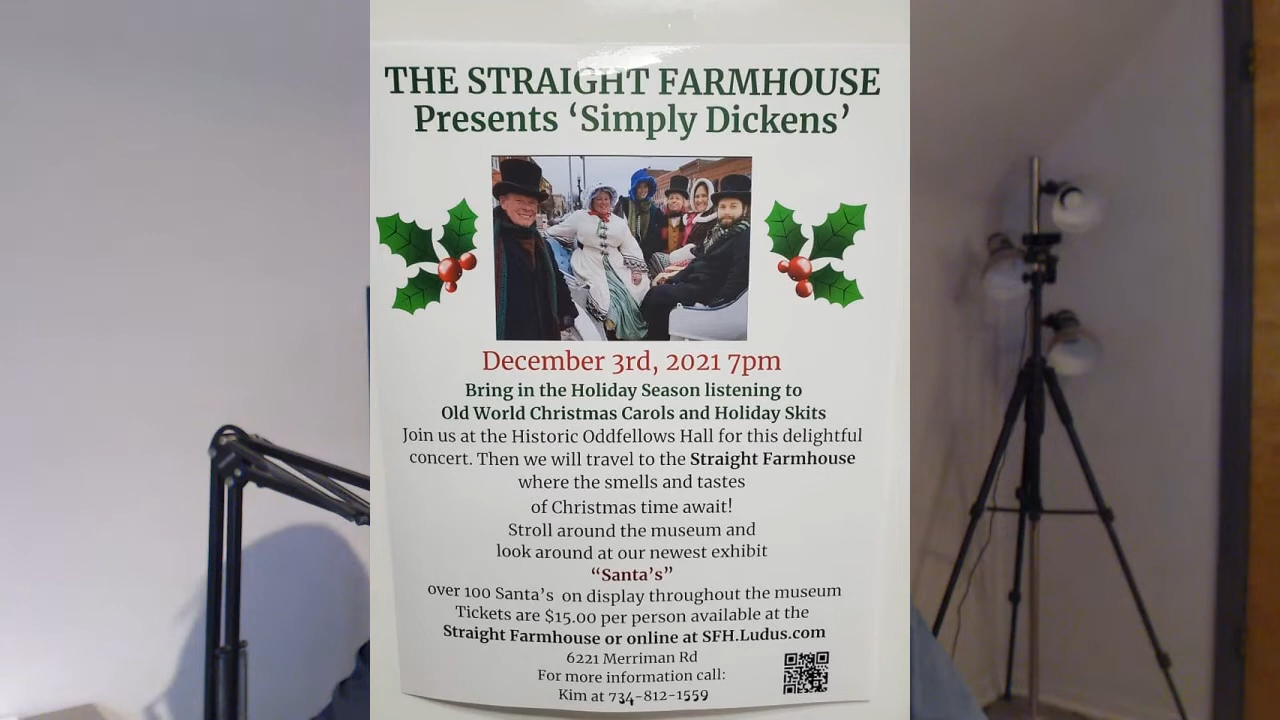 THE STRAIGHT FARMHOUSE
Presents ‘Simply Dickens’
December 3rd, 2021 7pm
Bring in the Holiday Season listening to
Old World Christmas Carols and Holiday Skits
Join us at the Historic Oddfellows Hall for this delightful
concert. Then we will travel to the Straight Farmhouse
where the smells and tastes
of Christmas time await!
Stroll around the museum and
look around at our newest exhibit
“Santa’s”
over 100 Santa’s on display throughout the museum
Tickets are $15.00 per person available at the
Straight Farmhouse or online at SFH.Ludus.com
6221 Merriman Rd
For more information call:
Kim at 734-812-1559